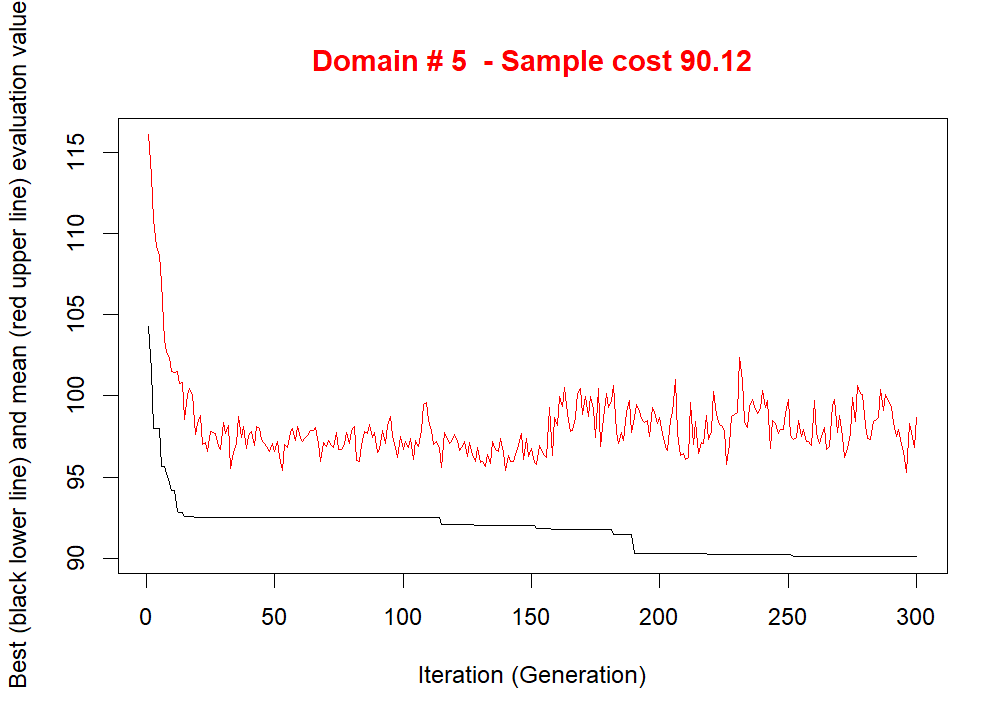 Domain # 5  - Sample cost 90.12
Best (black lower line) and mean (red upper line) evaluation value
115
110
105
100
95
90
0 50 100 150 200 250 300
Iteration (Generation)